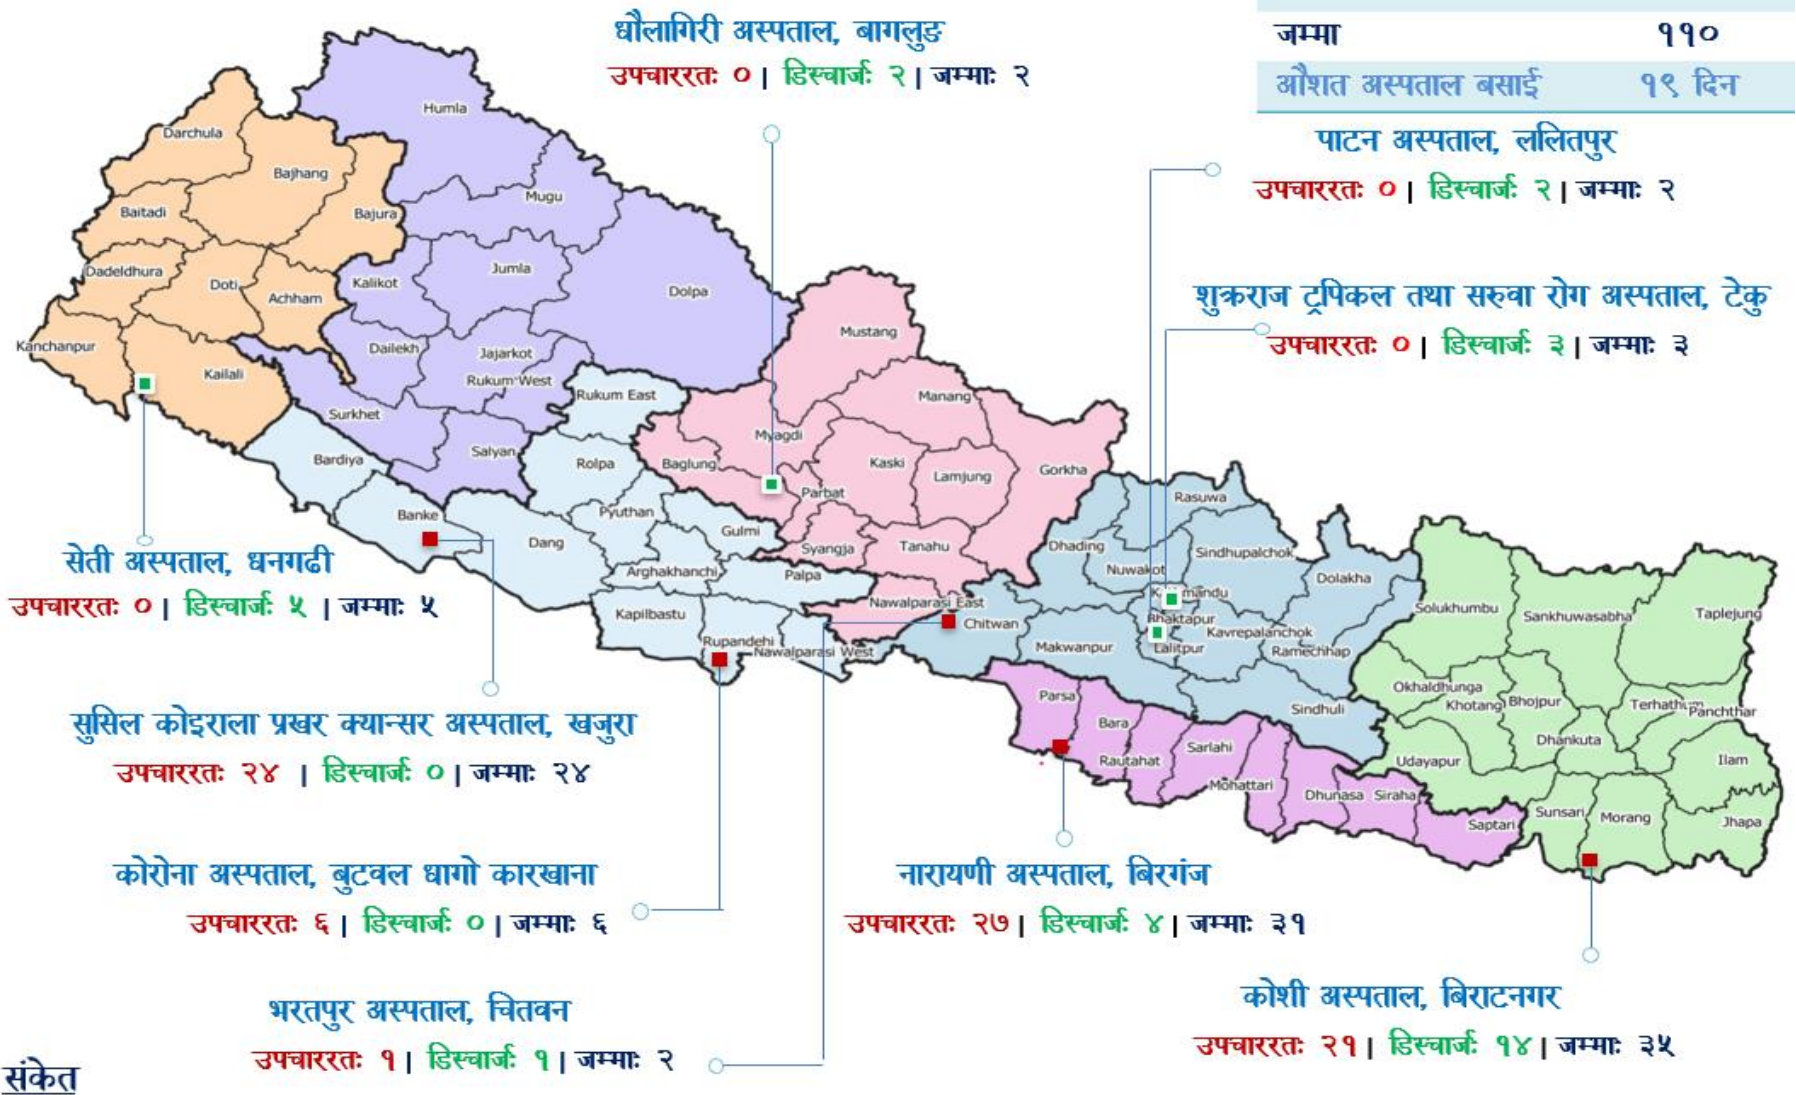 धौलागिरी अस्पताल, बागलुङ
उपचाररतः ० | डिस्चार्जः २ | जम्माः २
जम्मा ११०
औशत अस्पताल बसाई १९ दिन
पाटन अस्पताल, ललितपुर
उपचाररतः ० | डिस्चार्जः २ | जम्माः २
शुक्रराज ट्रपिकल तथा सरुवा रोग अस्पताल, टेकु
उपचाररतः ० | डिस्चार्जः ३ | जम्माः ३
Humla
Darchula
Bajhang
Mugu
Baitadi
Bajura
Dadeldhura
Doti
Achham
Kalikot
Jumla
Dolpa
Mustang
Kanchanpur
Kailali
Dailekh
Jajarkot
Rukum West
Rukum East
Manang
Surkhet
Myagdi
Salyan
Bardiya
Rolpa
Baglung
Kaski
Lamjung
Gorkha
Parbat
Rasuwa
Banke
Pyuthan
Gulmi
Dang
Syangja
Tanahu
Dhading
Sindhupalchok
Nuwakot
Arghakhanchi
Palpa
Dolakha
Nawalparasi East
Solukhumbu
Sankhuwasabha
Taplejung
Kapilbastu
Chitwan
Bhaktapur
Kavrepalanchok
Rupandehi
Nawalparasi West
Makwanpur
Lalitpur
Ramechhap
Parsa
Okhaldhunga
Khotang
Bhojpur
Panchthar
Sindhuli
Bara
Dhankuta
Sarlahi
Rautahat
Udayapur
Ilam
Mohattari
Dhunasa
Siraha
Saptari
Sunsari
Morang
Jhapa
सेती अस्पताल, धनगढी
उपचाररतः ० | डिस्चार्जः ५ | जम्माः ५
सुसिल कोइराला प्रखर क्यान्सर अस्पताल, खजुरा
उपचाररतः २४ | डिस्चार्जः ० | जम्माः २४
कोरोना अस्पताल, बुटवल धागो कारखाना
उपचाररतः ६ | डिस्चार्जः ० | जम्माः ६
नारायणी अस्पताल, बिरगंज
उपचाररतः २७ | डिस्चार्जः ४ | जम्माः ३१
भरतपुर अस्पताल, चितवन
उपचाररतः १ | डिस्चार्जः १ | जम्माः २
कोशी अस्पताल, बिराटनगर
उपचाररतः २१ | डिस्चार्जः १४ | जम्माः ३५
संकेत